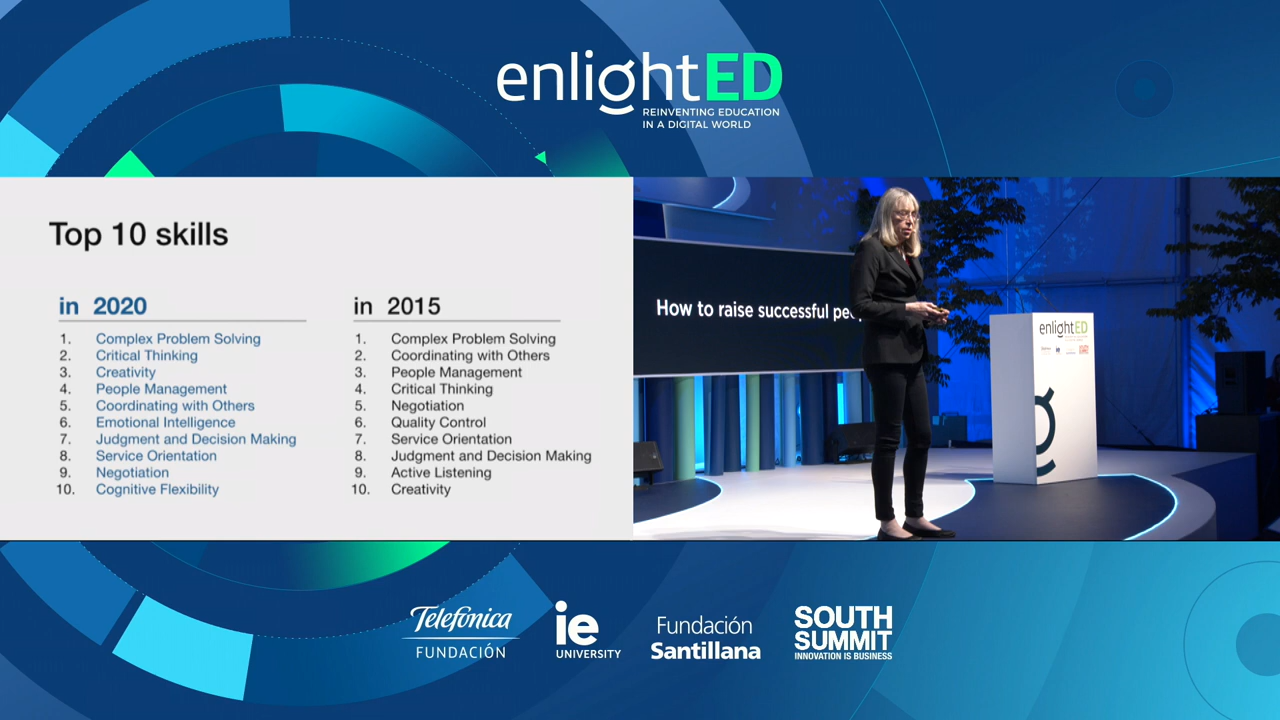 enlightED
REINVENTING EDUCATION
IN A DIGITAL WORLD
Top 10 skills
in 2020
1. Complex Problem Solving
2. Critical Thinking
3. Creativity
4. People Management
5. Coordinating with Others
6. Emotional Intelligence
7. Judgment and Decision Making
8. Service Orientation
9. Negotiation
10. Cognitive Flexibility
in 2015
1. Complex Problem Solving
2. Coordinating with Others
3. People Management
4. Critical Thinking
5. Negotiation
6. Quality Control
7. Service Orientation
8. Judgment and Decision Making
9. Active Listening
10. Creativity
How to raise successful
enlightED
Telefónica
FUNDACIÓN
ie
UNIVERSITY
Fundación
Santillana
SOUTH
SUMMIT
INNOVATION IS BUSINESS